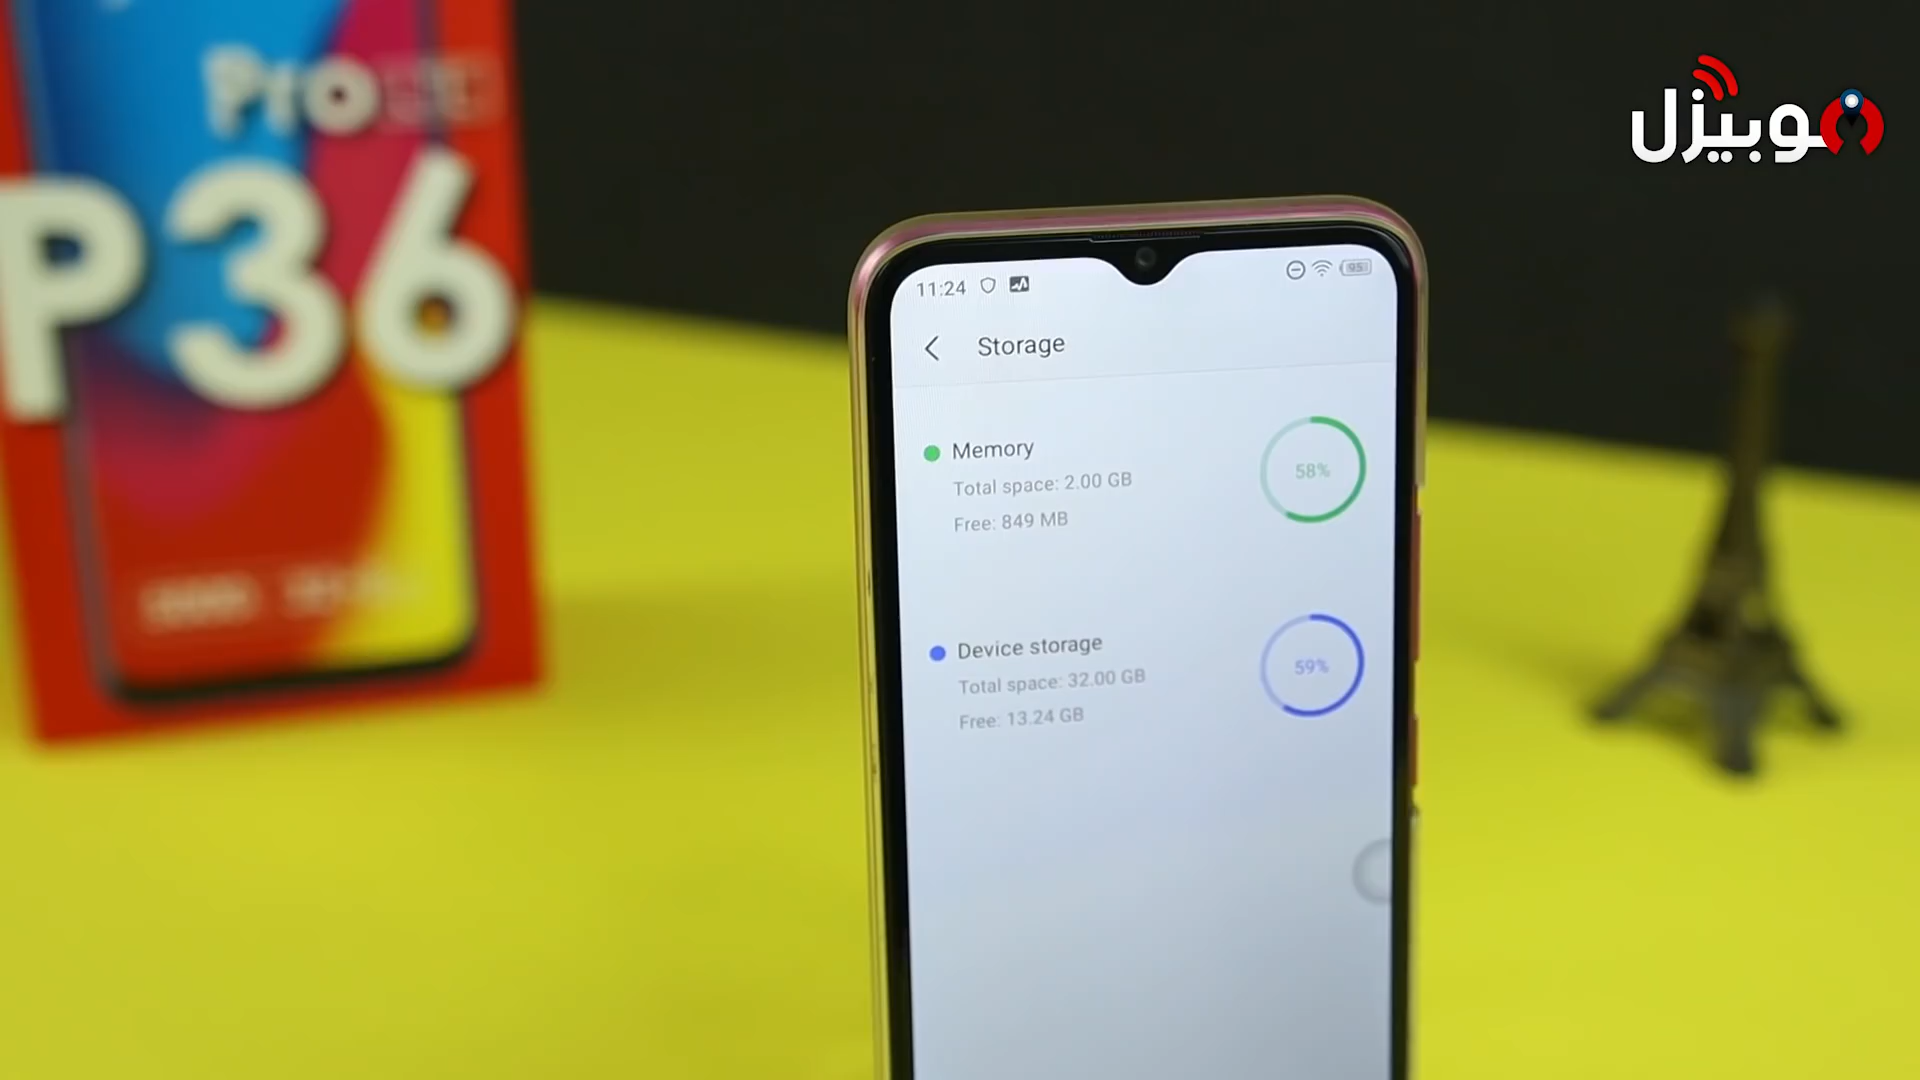 Pro
P36
موبيزل
11:24
95
Storage
Memory
Total space: 2.00 GB
Free: 849 MB
58%
Device storage
Total space: 32.00 GB
Free: 13.24 GB
59%